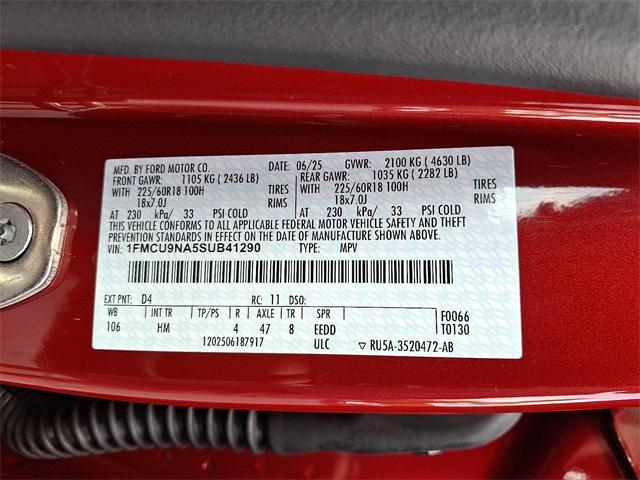 MFD. BY FORD MOTOR CO. DATE: 06/25 GVWR: 2100 KG ( 4630 LB)
FRONT GAWR: 1105 KG ( 2436 LB) REAR GAWR: 1035 KG ( 2282 LB)
WITH 225/60R18 100H TIRES WITH 225/60R18 100H TIRES
18x7.0J RIMS 18x7.0J RIMS
AT 230 kPa/ 33 PSI COLD AT 230 kPa/ 33 PSI COLD
THIS VEHICLE CONFORMS TO ALL APPLICABLE FEDERAL MOTOR VEHICLE SAFETY AND THEFT
PREVENTION STANDARDS IN EFFECT ON THE DATE OF MANUFACTURE SHOWN ABOVE.
VIN: 1FMCU9NA5SUB41290 TYPE: MPV
EXT PNT: D4 RC: 11 DSO:
WB INT TR TP/PS R AXLE TR SPR F0066
106 HM 4 47 8 EEDD T0130
1202506187917 ULC ▽ RU5A-3520472-AB